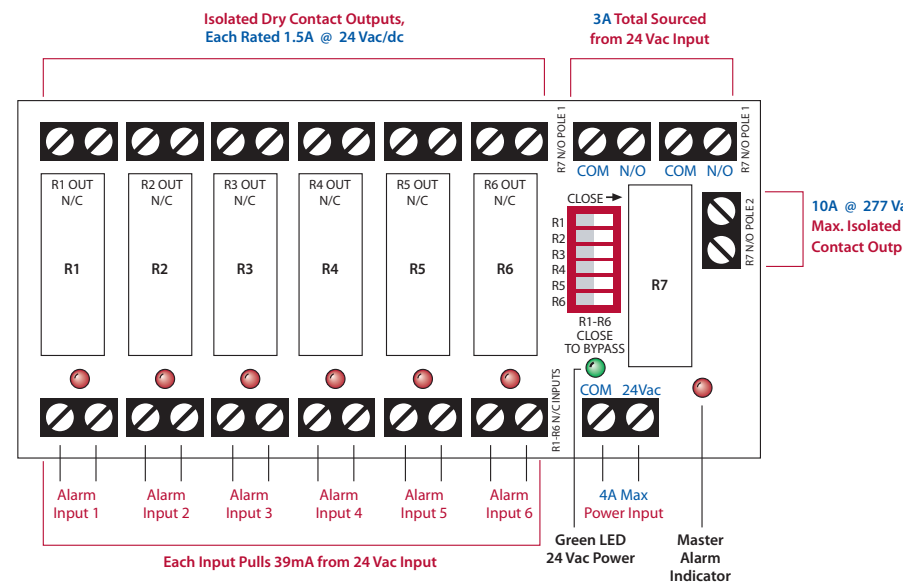 Isolated Dry Contact Outputs,
Each Rated 1.5A @ 24 Vac/dc
3A Total Sourced
from 24 Vac Input
R7 N/O POLE 1
R7 N/O POLE 1
COM N/O
COM N/O
R1 OUT
N/C
R2 OUT
N/C
R3 OUT
N/C
R4 OUT
N/C
R5 OUT
N/C
R6 OUT
N/C
CLOSE
R1
R2
R3
R4
R5
R6
R7 N/O POLE 2
10A @ 277 Va
Max. Isolated
Contact Outp
R1
R2
R3
R4
R5
R6
R7
R1-R6
CLOSE
TO BYPASS
R1-R6 N/C INPUTS
COM 24Vac
Alarm
Input 1
Alarm
Input 2
Alarm
Input 3
Alarm
Input 4
Alarm
Input 5
Alarm
Input 6
4A Max
Power Input
Each Input Pulls 39mA from 24 Vac Input
Green LED
24 Vac Power
Master
Alarm
Indicator